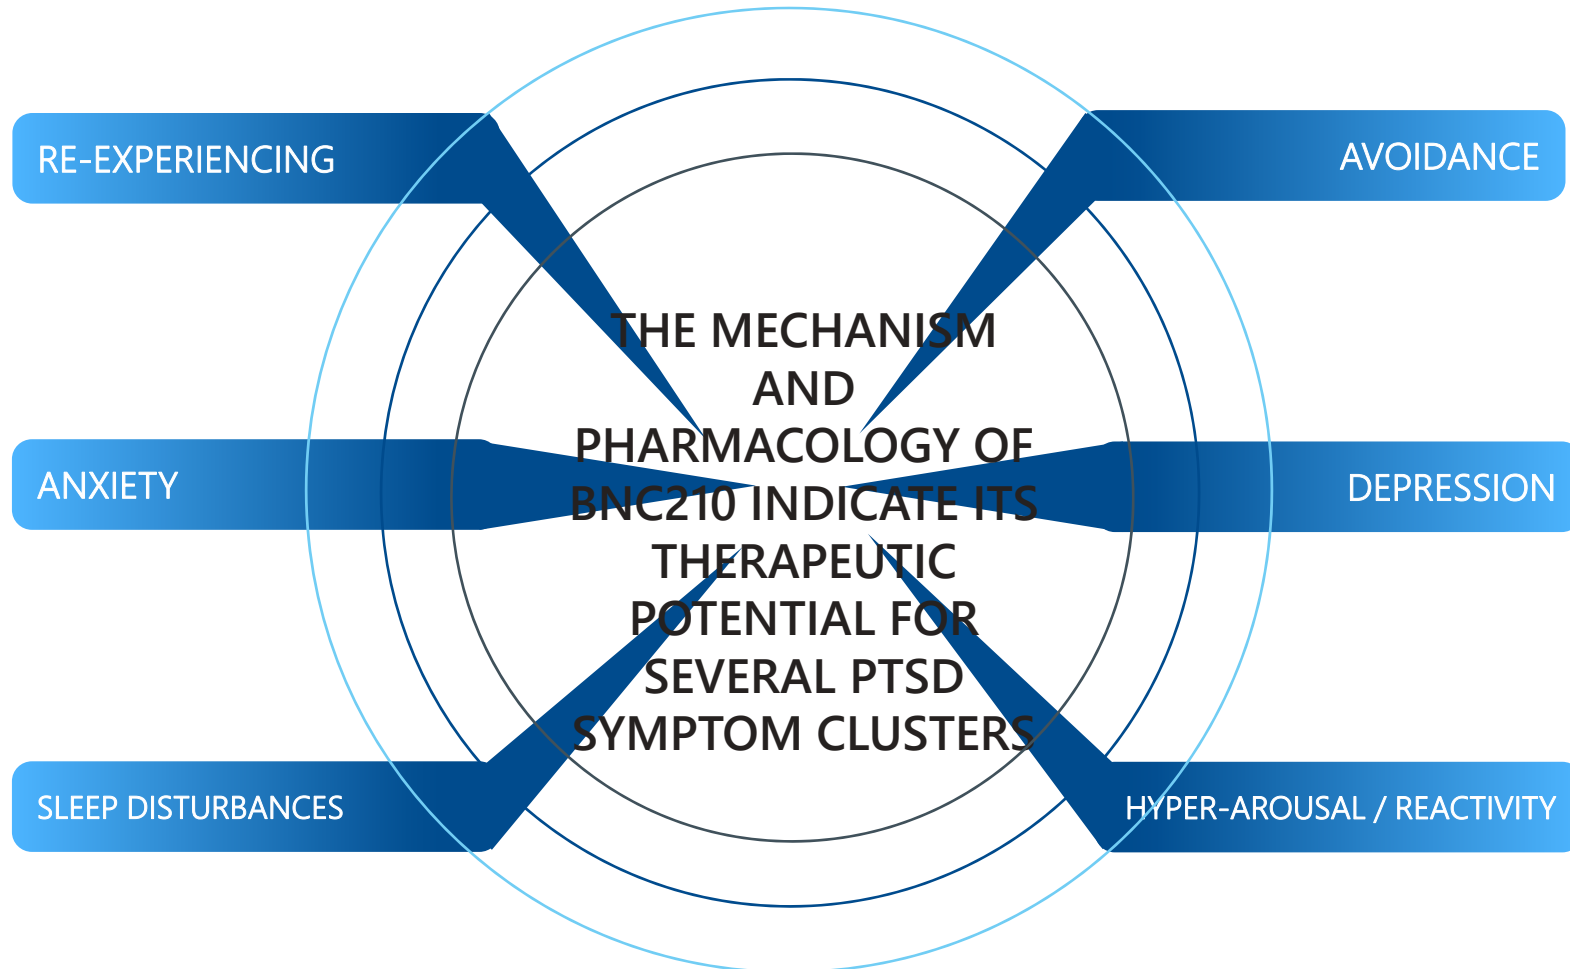 RE-EXPERIENCING
AVOIDANCE
THE MECHANISM
AND
PHARMACOLOGY OF
BNC210 INDICATE ITS
THERAPEUTIC
POTENTIAL FOR
SEVERAL PTSD
SYMPTOM CLUSTERS
ANXIETY
DEPRESSION
SLEEP DISTURBANCES
HYPER-AROUSAL / REACTIVITY